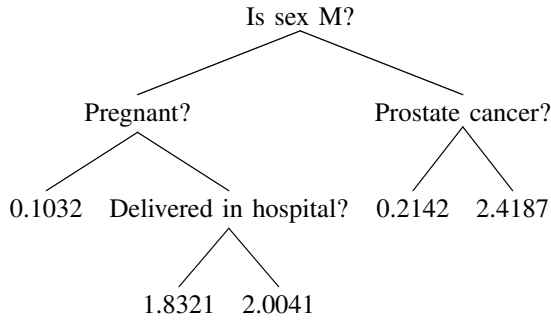 Is sex M?
Pregnant? Prostate cancer?
0.1032 Delivered in hospital? 0.2142 2.4187
1.8321 2.0041